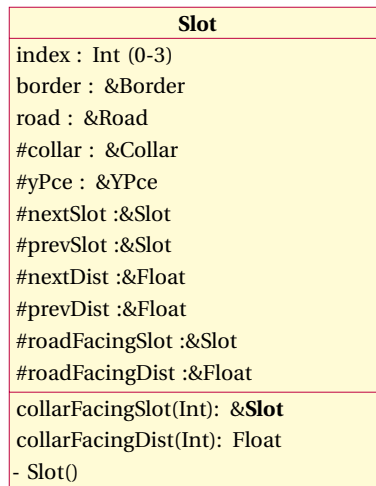 Slot
index : Int (0-3)
border : &Border
road : &Road
#collar : &Collar
#yPce : &YPce
#nextSlot :&Slot
#prevSlot :&Slot
#nextDist :&Float
#prevDist :&Float
#roadFacingSlot :&Slot
#roadFacingDist :&Float
collarFacingSlot(Int): &Slot
collarFacingDist(Int): Float
- Slot()